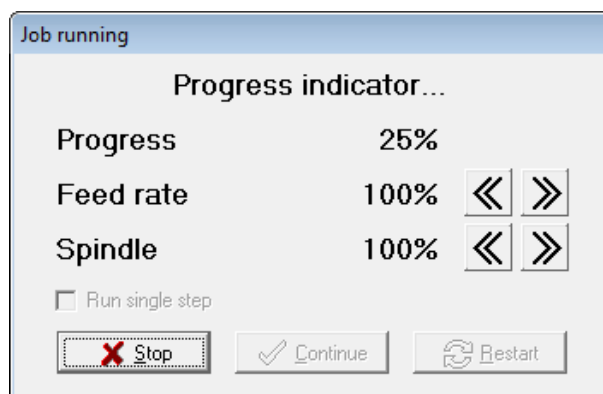 Job running
Progress indicator...
Progress 25%
Feed rate 100%
Spindle 100%
Run single step
Stop Continue Restart